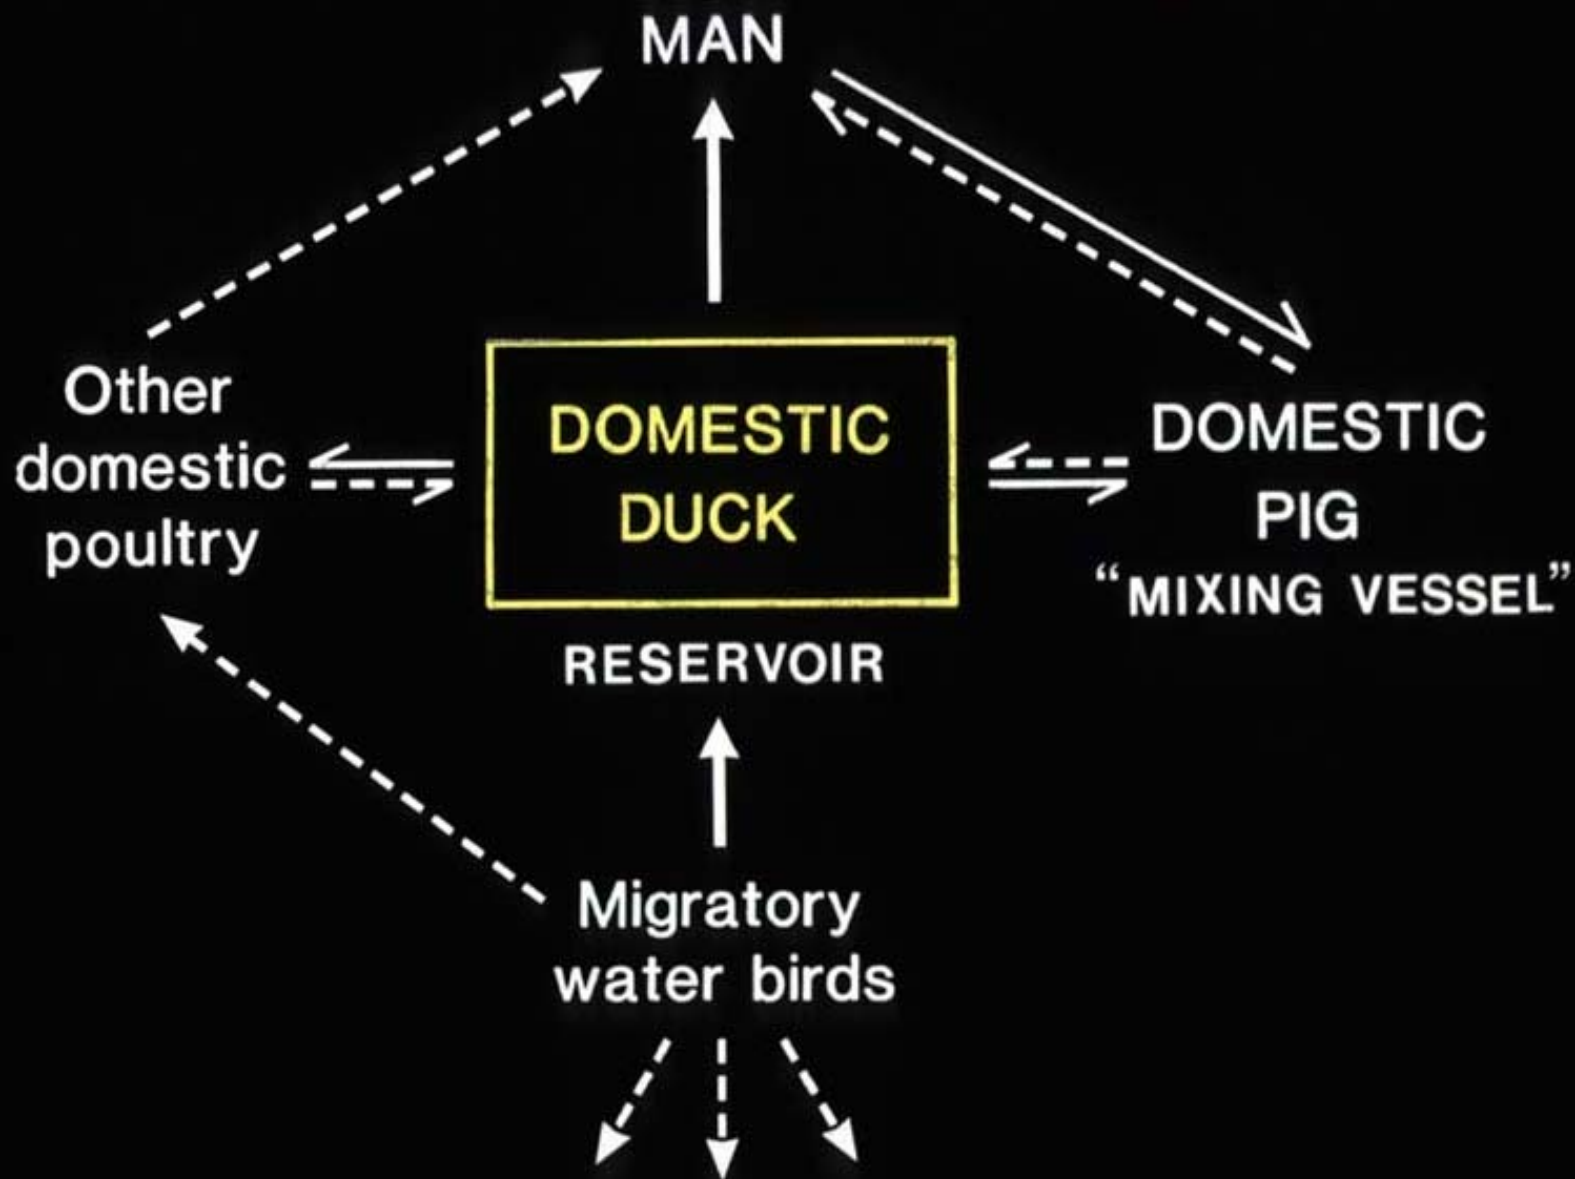 MAN
Other
domestic
poultry
DOMESTIC
DUCK
RESERVOIR
DOMESTIC
PIG
“MIXING VESSEL”
Migratory
water birds